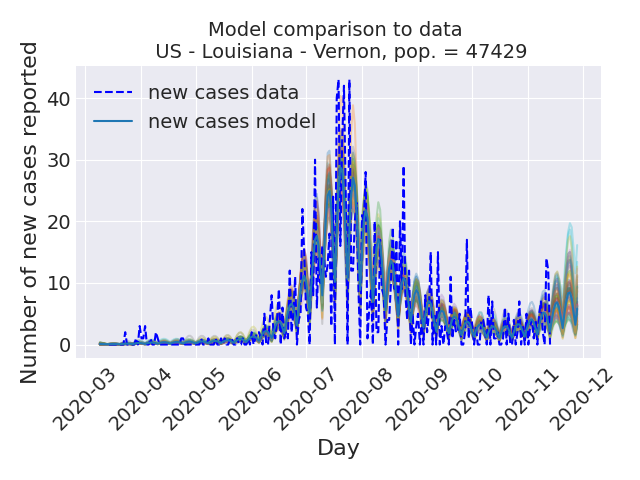 Model comparison to data
US - Louisiana - Vernon, pop. = 47429
Number of new cases reported
40
30
20
10
0
new cases data
new cases model
2020-03
2020-04
2020-05
2020-06
2020-07
2020-08
2020-09
2020-10
2020-11
2020-12
Day